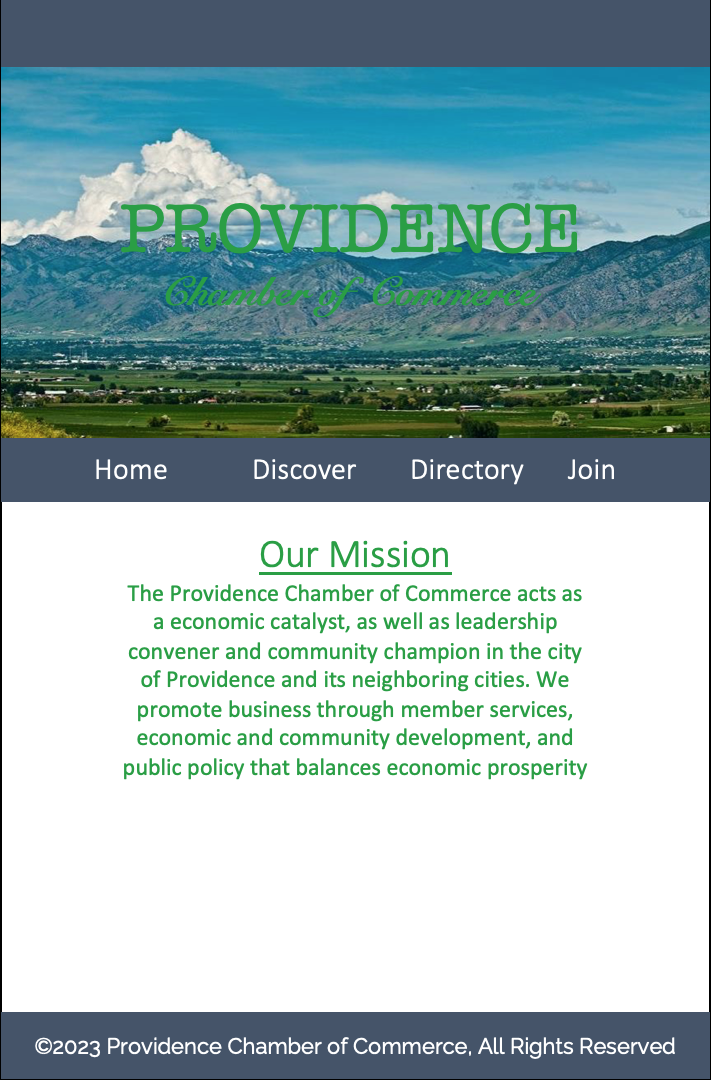 PROVIDENCE
Chamber of Commerce
Home Discover Directory Join
Our Mission
The Providence Chamber of Commerce acts as
a economic catalyst, as well as leadership
convener and community champion in the city
of Providence and its neighboring cities. We
promote business through member services,
economic and community development, and
public policy that balances economic prosperity
©2023 Providence Chamber of Commerce, All Rights Reserved